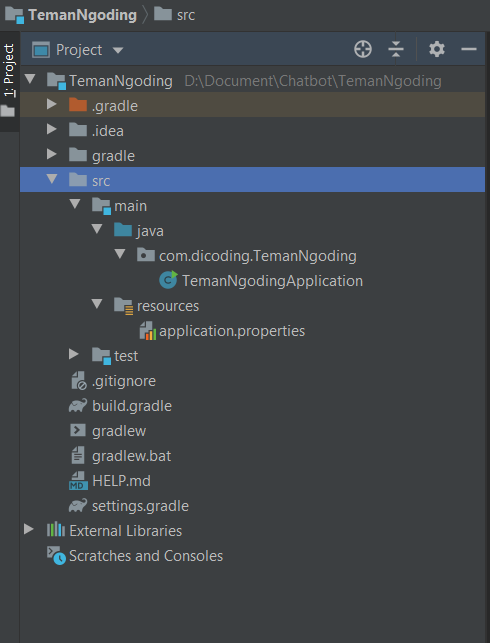 TemanNgoding src
1: Project
Project
TemanNgoding D:\Document\Chatbot\TemanNgoding
.gradle
.idea
gradle
src
main
java
com.dicoding.TemanNgoding
C TemanNgodingApplication
resources
application.properties
test
.gitignore
build.gradle
gradlew
gradlew.bat
MD HELP.md
settings.gradle
External Libraries
Scratches and Consoles